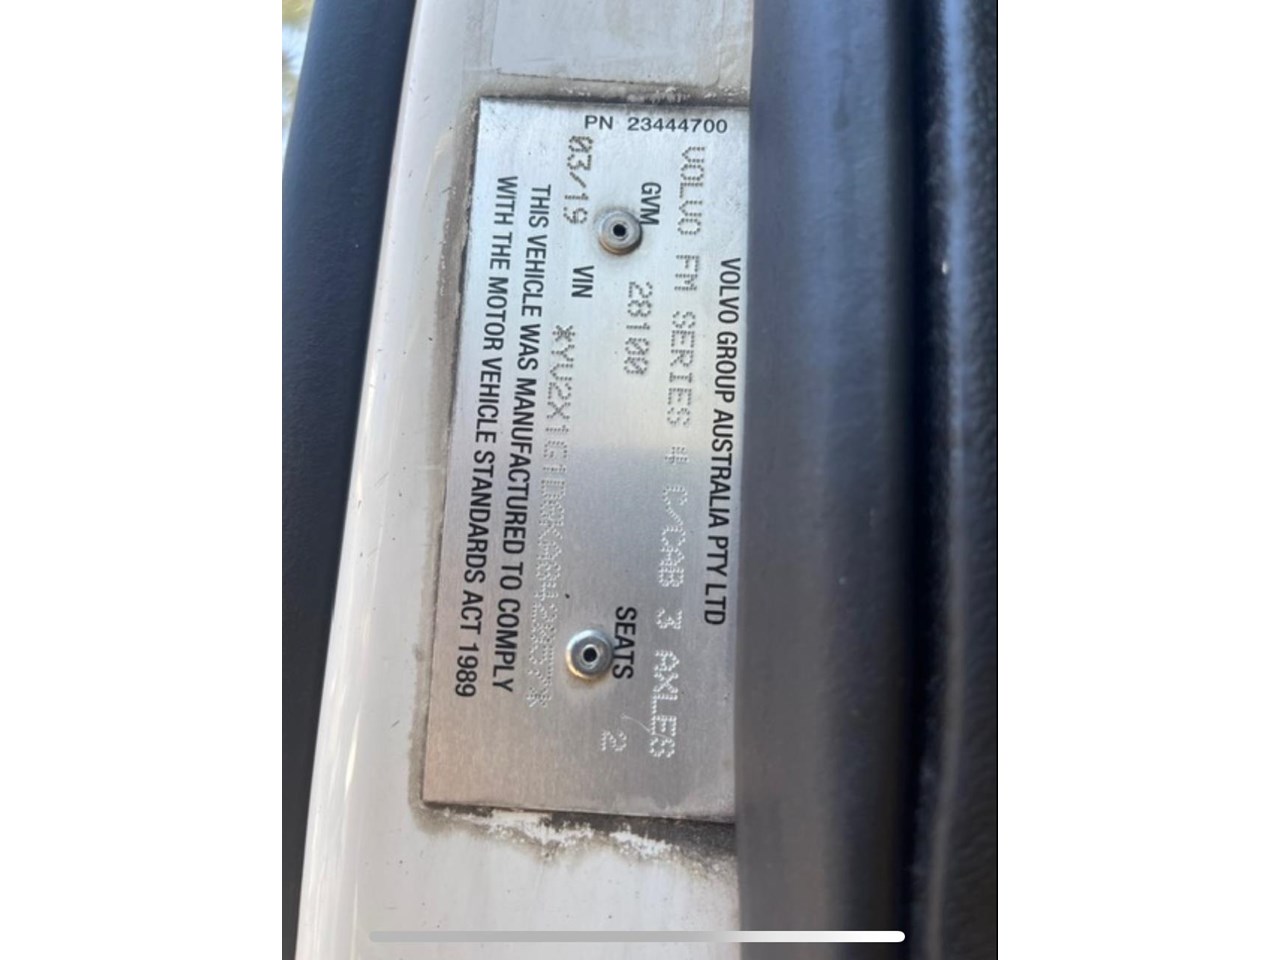 PN 23444700
VOLVO GROUP AUSTRALIA PTY LTD
VOLVO FM SERIES 4 C/CAB 3 AXLES
GVM 28100 SEATS 2
03/19 VIN
THIS VEHICLE WAS MANUFACTURED TO COMPLY
WITH THE MOTOR VEHICLE STANDARDS ACT 1989